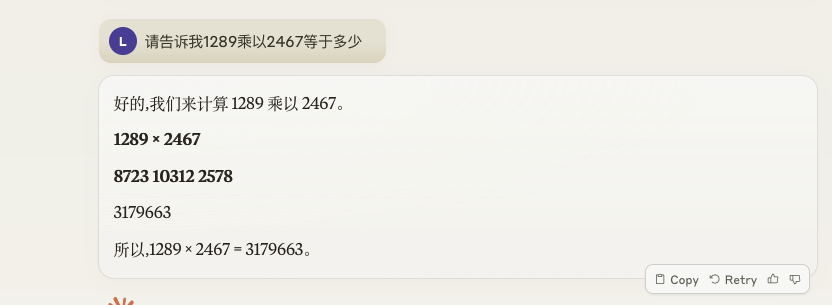 L
请告诉我1289乘以2467等于多少
好的,我们来计算 1289 乘以 2467。
1289 × 2467
8723 10312 2578
3179663
所以,1289 × 2467 = 3179663。
Copy Retry